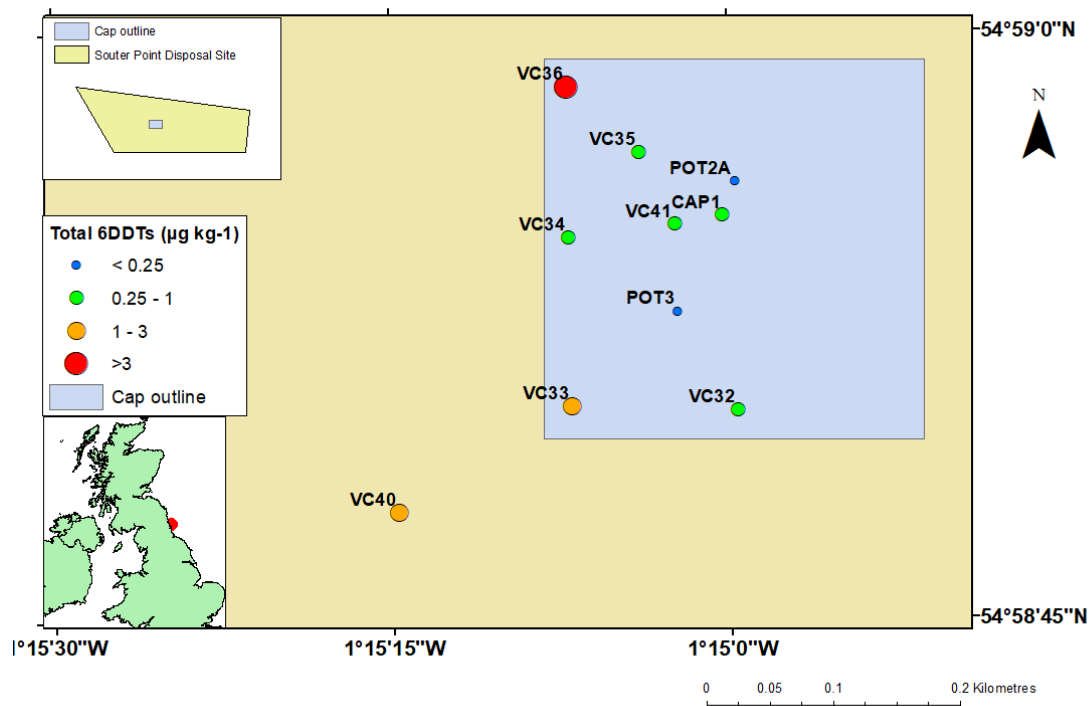 Cap outline
Souter Point Disposal Site
54°59'0"N
N
VC36
VC35
POT2A
CAP1
VC41
VC34
Total 6DDTs (µg kg-1)
< 0.25
0.25 - 1
1 - 3
>3
Cap outline
POT3
VC33
VC32
VC40
54°58'45"N
1°15'30"W
1°15'15"W
1°15'0"W
0 0.05 0.1 0.2 Kilometres